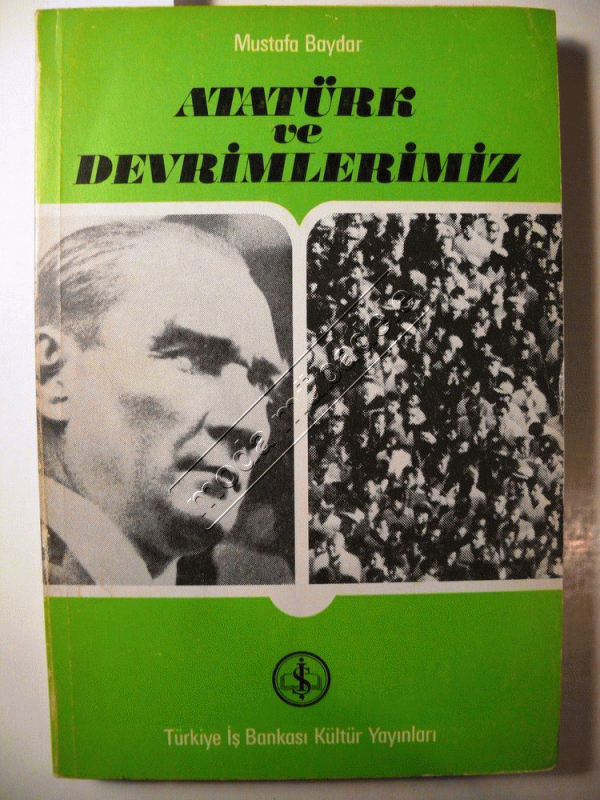 Mustafa Baydar
ATATÜRK
ve
DEVRİMLERİMİZ
İŞ
Türkiye İş Bankası Kültür Yayınları